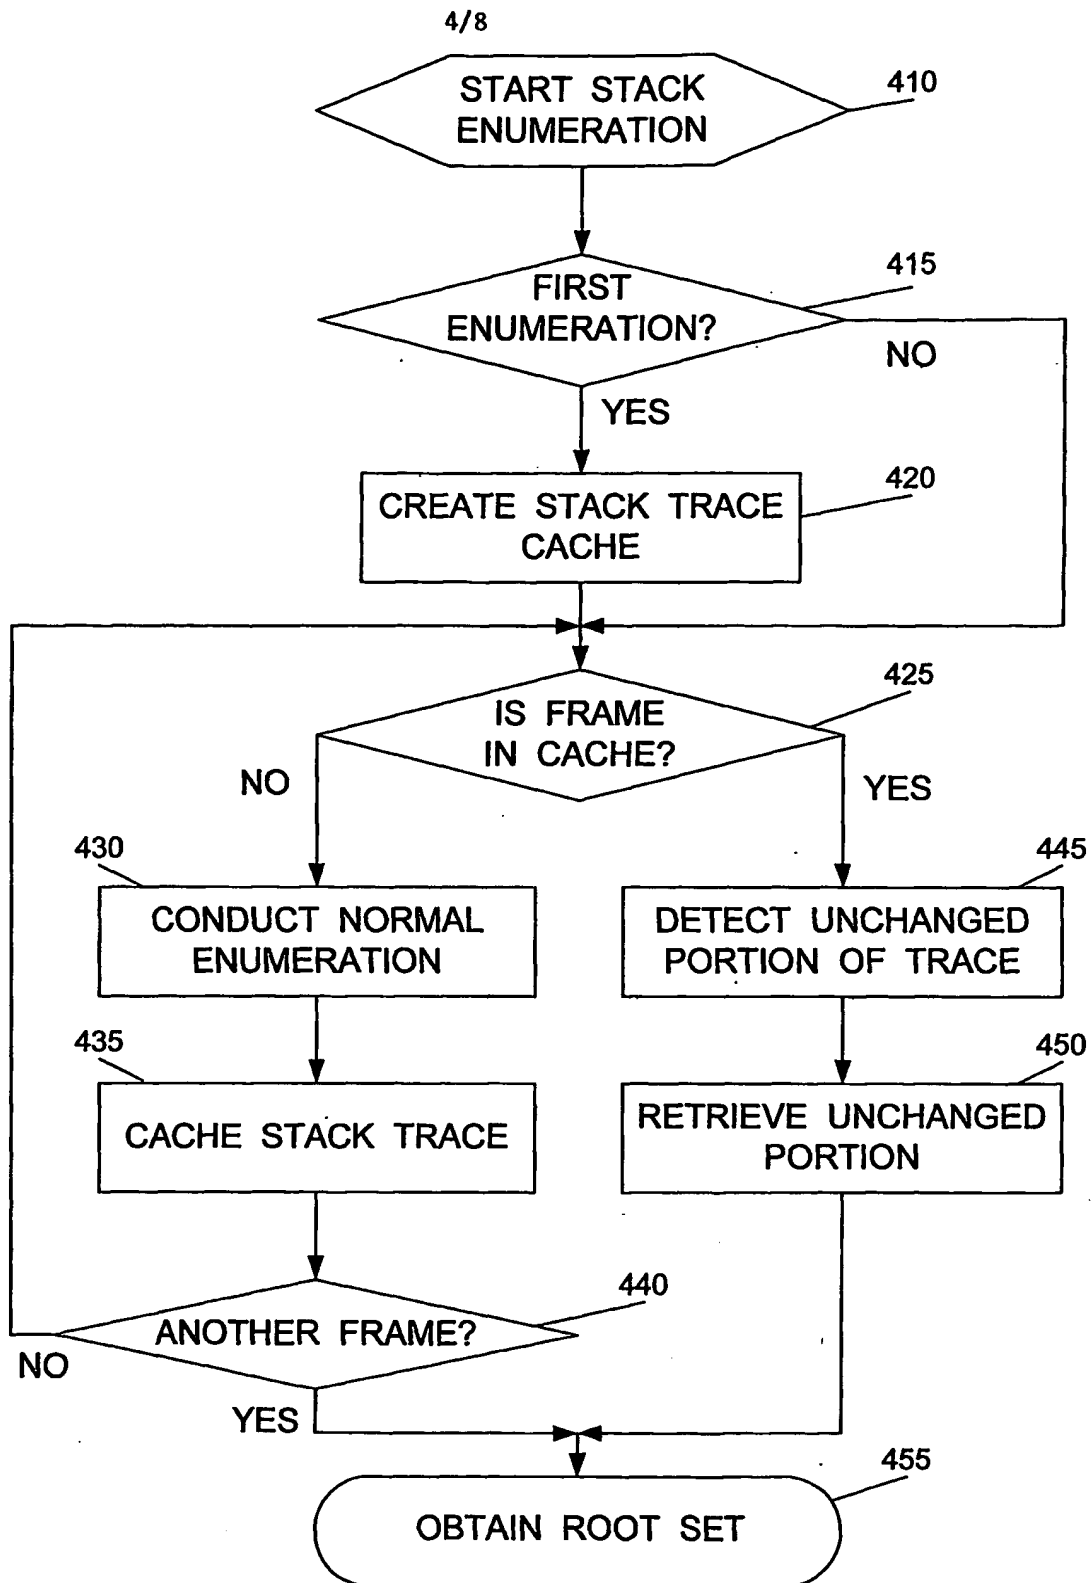 4/8
START STACK
ENUMERATION
410
FIRST
ENUMERATION?
415
NO
YES
CREATE STACK TRACE
CACHE
420
IS FRAME
IN CACHE?
425
NO
YES
430
CONDUCT NORMAL
ENUMERATION
445
DETECT UNCHANGED
PORTION OF TRACE
435
CACHE STACK TRACE
450
RETRIEVE UNCHANGED
PORTION
ANOTHER FRAME?
440
NO
YES
OBTAIN ROOT SET
455